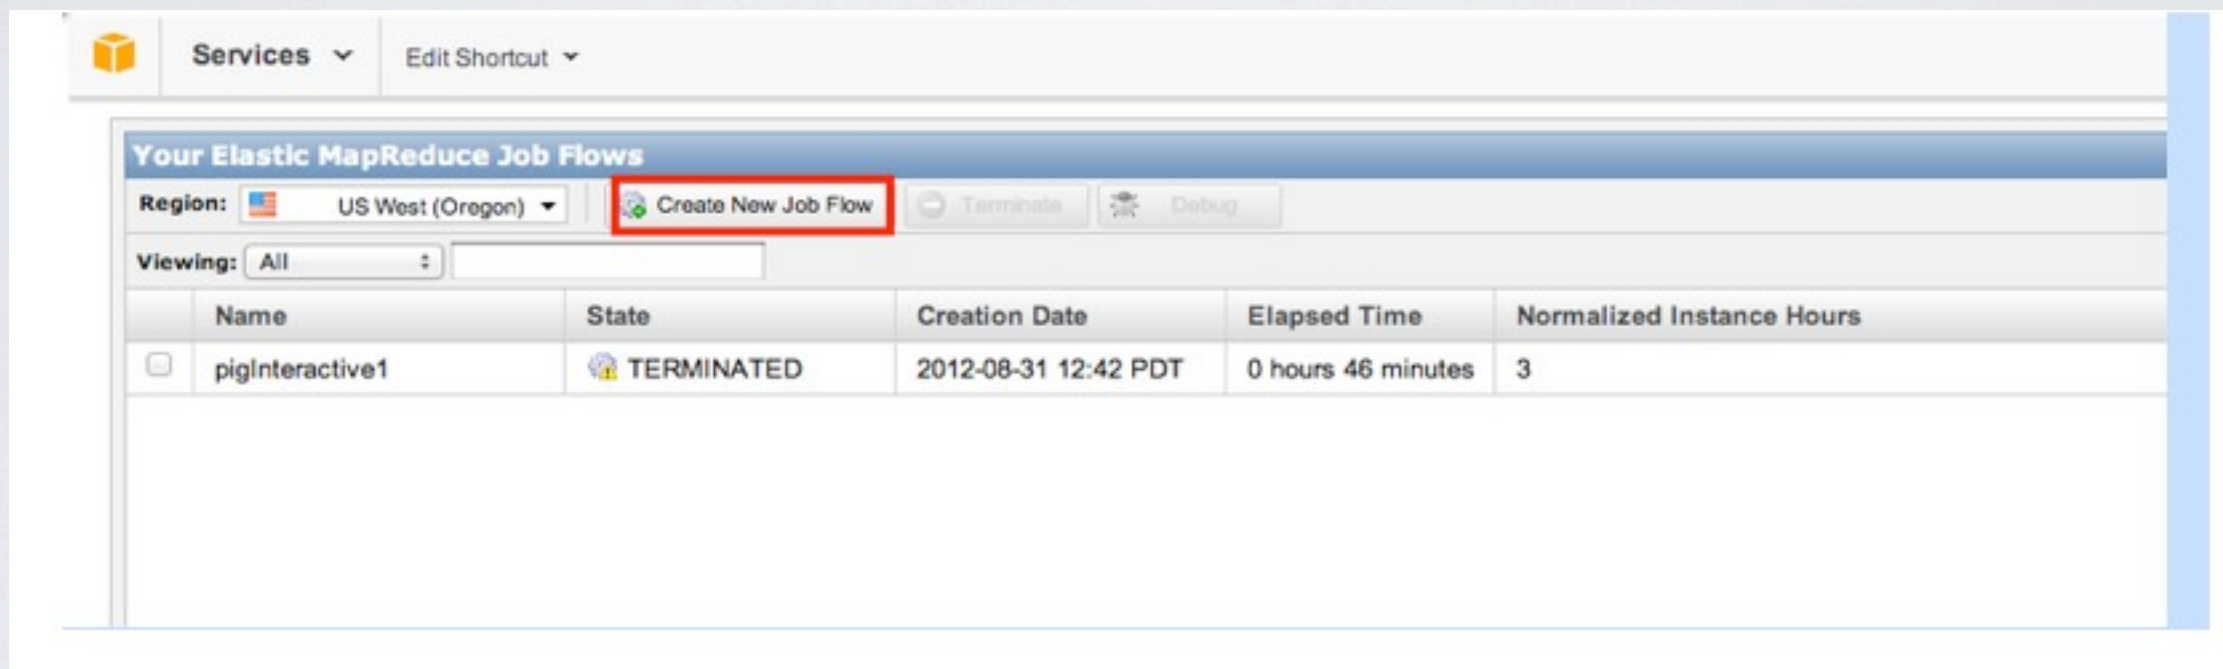 Services Edit Shortcut
Your Elastic MapReduce Job Flows
Region: US West (Oregon) Create New Job Flow Terminate Debug
Viewing: All
Name State Creation Date Elapsed Time Normalized Instance Hours
pigInteractive1 TERMINATED 2012-08-31 12:42 PDT 0 hours 46 minutes 3